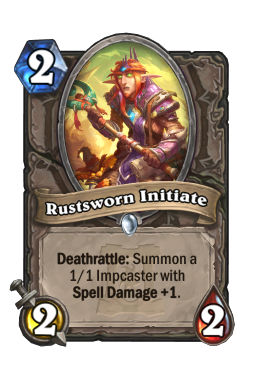 2
Rustsworn Initiate
Deathrattle: Summon a
1/1 Impcaster with
Spell Damage +1.
2
2